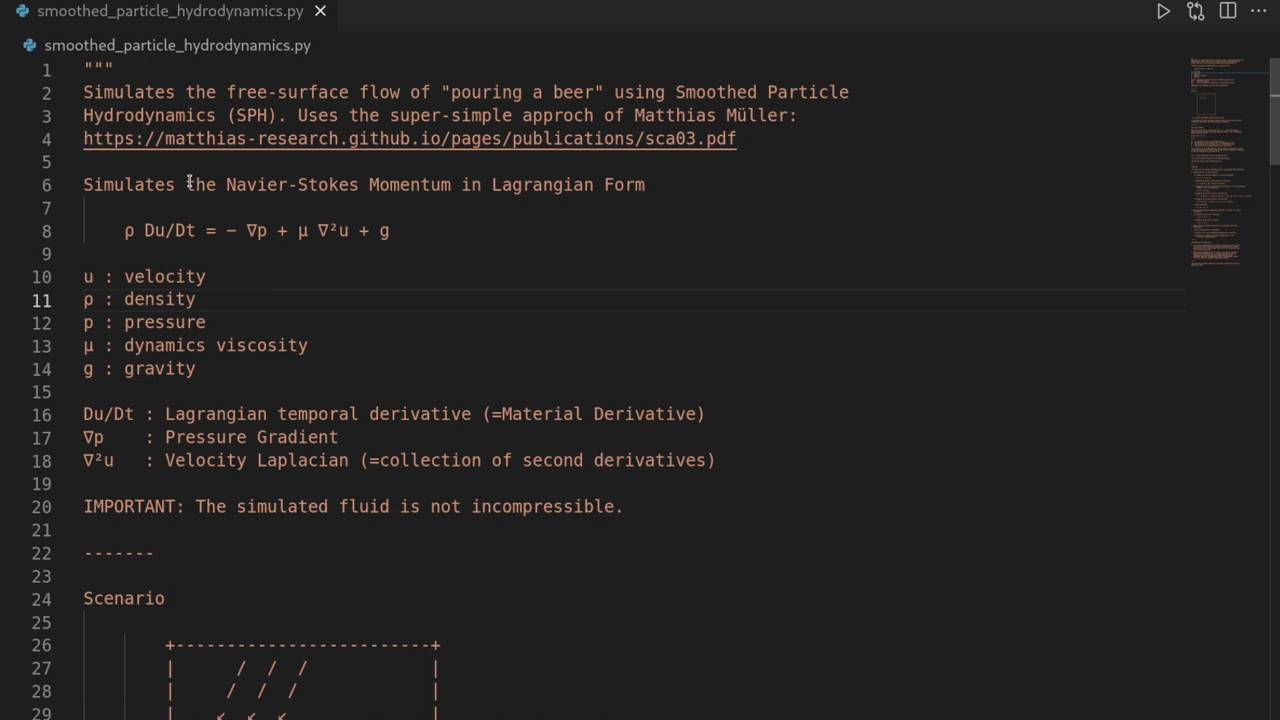 smoothed_particle_hydrodynamics.py
smoothed_particle_hydrodynamics.py
1 """
2 Simulates the free-surface flow of "pouring a beer" using Smoothed Particle
3 Hydrodynamics (SPH). Uses the super-simple approch of Matthias Müller:
4 https://matthias-research.github.io/pages/publications/sca03.pdf
5
6 Simulates the Navier-Stokes Momentum in Lagrangian Form
7
8 ρ Du/Dt = − ∇p + μ ∇²u + g
9
10 u : velocity
11 ρ : density
12 p : pressure
13 μ : dynamics viscosity
14 g : gravity
15
16 Du/Dt : Lagrangian temporal derivative (=Material Derivative)
17 ∇p    : Pressure Gradient
18 ∇²u   : Velocity Laplacian (=collection of second derivatives)
19
20 IMPORTANT: The simulated fluid is not incompressible.
21
22 -------
23
24 Scenario
25
26         +-------------------------+
27         |      /  /  /            |
28         |     /  /  /             |
29         |    ↙  ↙  ↙              |